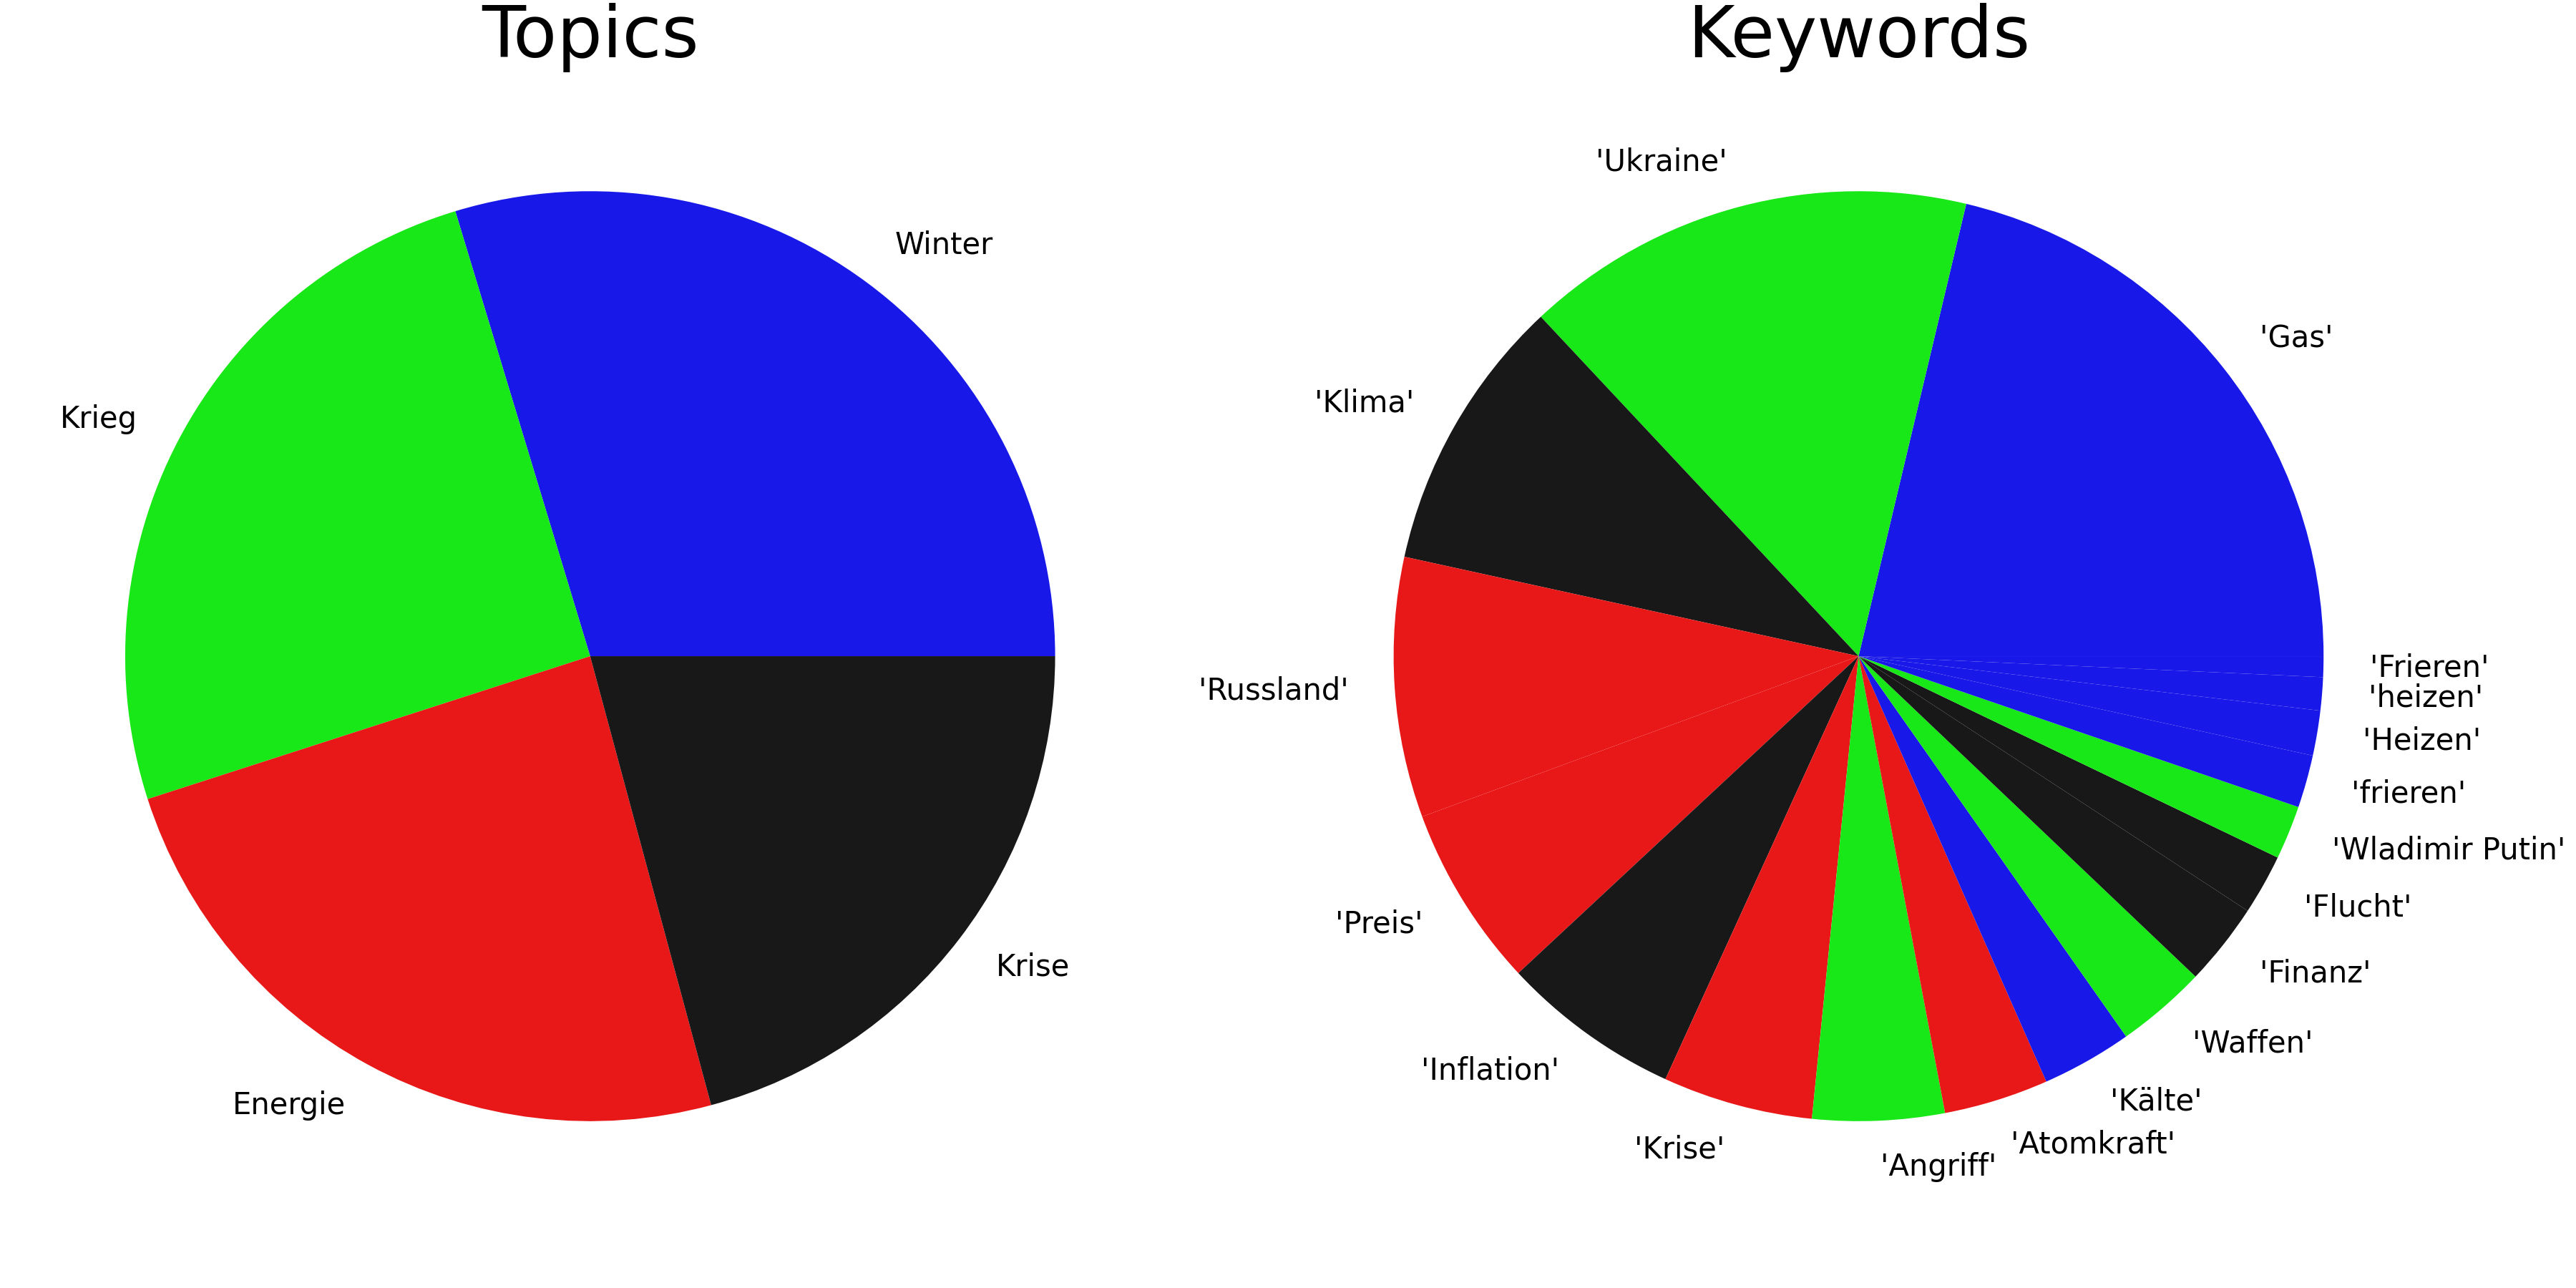 Topics
Winter
Krieg
Energie
Krise
Keywords
'Gas'
'Ukraine'
'Klima'
'Russland'
'Preis'
'Inflation'
'Krise'
'Angriff'
'Atomkraft'
'Kälte'
'Waffen'
'Finanz'
'Flucht'
'Wladimir Putin'
'frieren'
'Heizen'
'heizen'
'Frieren'